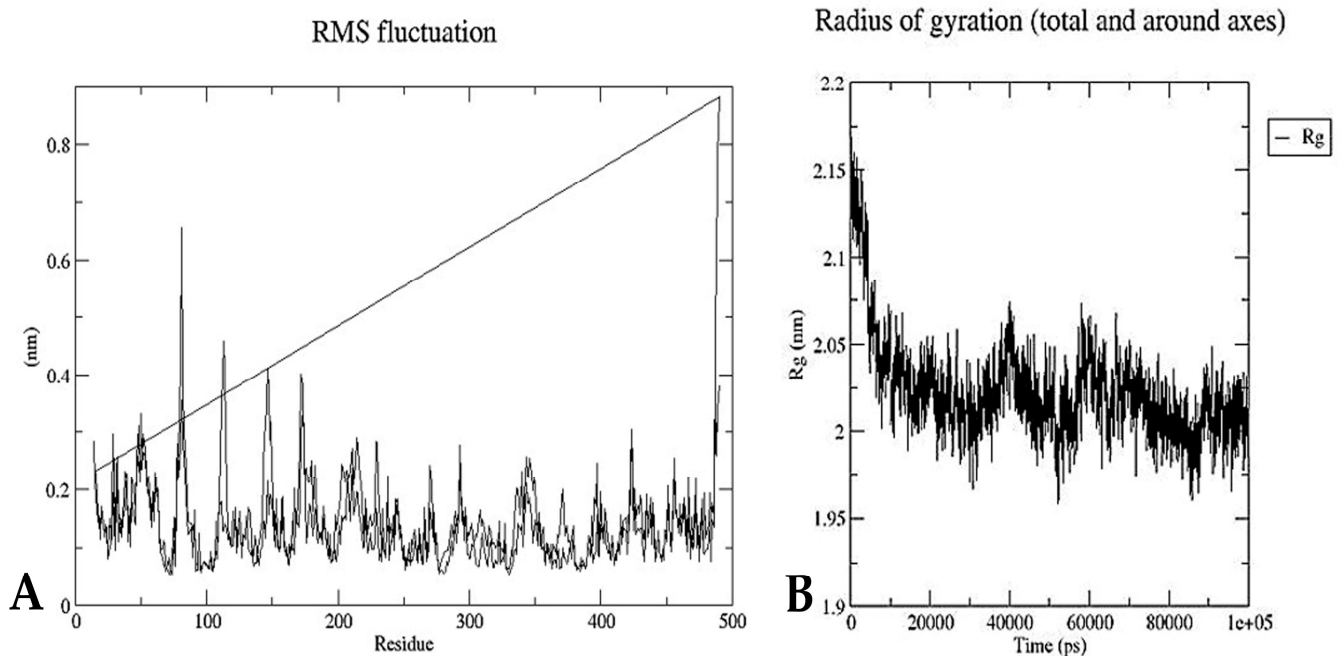 RMS fluctuation
(nm)
0.8
0.6
0.4
0.2
0
0 100 200 300 400 500
Residue
A
Radius of gyration (total and around axes)
Rg (nm)
2.2
2.15
2.1
2.05
2
1.95
1.9
0 20000 40000 60000 80000 1e+05
Time (ps)
Rg
B